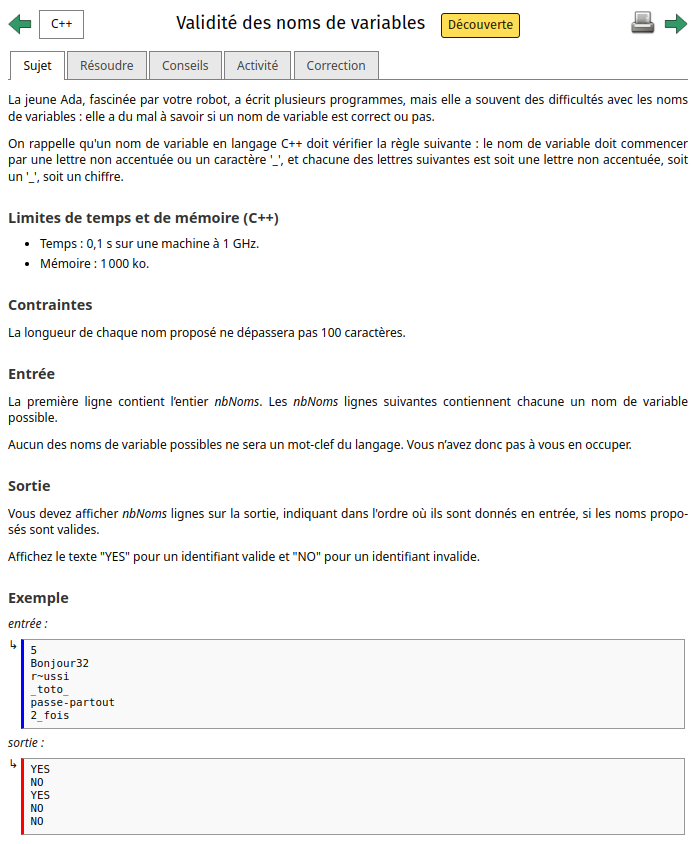 C++
Validité des noms de variables
Découverte
Sujet
Résoudre
Conseils
Activité
Correction
La jeune Ada, fascinée par votre robot, a écrit plusieurs programmes, mais elle a souvent des difficultés avec les noms
de variables : elle a du mal à savoir si un nom de variable est correct ou pas.
On rappelle qu'un nom de variable en langage C++ doit vérifier la règle suivante : le nom de variable doit commencer
par une lettre non accentuée ou un caractère '_', et chacune des lettres suivantes est soit une lettre non accentuée, soit
un '_', soit un chiffre.
Limites de temps et de mémoire (C++)
• Temps : 0,1 s sur une machine à 1 GHz.
• Mémoire : 1 000 ko.
Contraintes
La longueur de chaque nom proposé ne dépassera pas 100 caractères.
Entrée
La première ligne contient l’entier nbNoms. Les nbNoms lignes suivantes contiennent chacune un nom de variable
possible.
Aucun des noms de variable possibles ne sera un mot-clef du langage. Vous n’avez donc pas à vous en occuper.
Sortie
Vous devez afficher nbNoms lignes sur la sortie, indiquant dans l'ordre où ils sont donnés en entrée, si les noms propo-
sés sont valides.
Affichez le texte "YES" pour un identifiant valide et "NO" pour un identifiant invalide.
Exemple
entrée :
↳
5
Bonjour32
r~ussi
_toto_
passe-partout
2_fois
sortie :
↳
YES
NO
YES
NO
NO